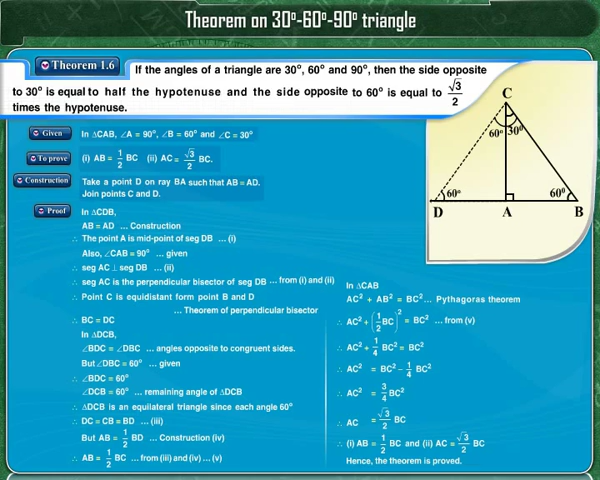 Theorem on 30°-60°-90° triangle
Theorem 1.6
If the angles of a triangle are 30°, 60° and 90°, then the side opposite
to 30° is equal to half the hypotenuse and the side opposite to 60° is equal to √3/2
times the hypotenuse.
Given
In ΔCAB, ∠A = 90°, ∠B = 60° and ∠C = 30°
To prove
(i) AB = 1/2 BC (ii) AC = √3/2 BC.
Construction
Take a point D on ray BA such that AB = AD.
Join points C and D.
Proof
In ΔCDB,
AB = AD ... Construction
∴ The point A is mid-point of seg DB ... (i)
Also, ∠CAB = 90° ... given
∴ seg AC ⊥ seg DB ... (ii)
∴ seg AC is the perpendicular bisector of seg DB ... from (i) and (ii)
∴ Point C is equidistant form point B and D
... Theorem of perpendicular bisector
∴ BC = DC
In ΔDCB,
∠BDC = ∠DBC ... angles opposite to congruent sides.
But ∠DBC = 60° ... given
∴ ∠BDC = 60°
∠DCB = 60° ... remaining angle of ΔDCB
∴ ΔDCB is an equilateral triangle since each angle 60°
∴ DC = CB = BD ... (iii)
But AB = 1/2 BD ... Construction (iv)
∴ AB = 1/2 BC ... from (iii) and (iv) ... (v)
In ΔCAB
AC² + AB² = BC² ... Pythagoras theorem
∴ AC² + (1/2 BC)² = BC² ... from (v)
∴ AC² + 1/4 BC² = BC²
∴ AC² = BC² - 1/4 BC²
∴ AC² = 3/4 BC²
∴ AC = √3/2 BC
∴ (i) AB = 1/2 BC and (ii) AC = √3/2 BC
Hence, the theorem is proved.
C
60° 30°
60° 60°
D A B